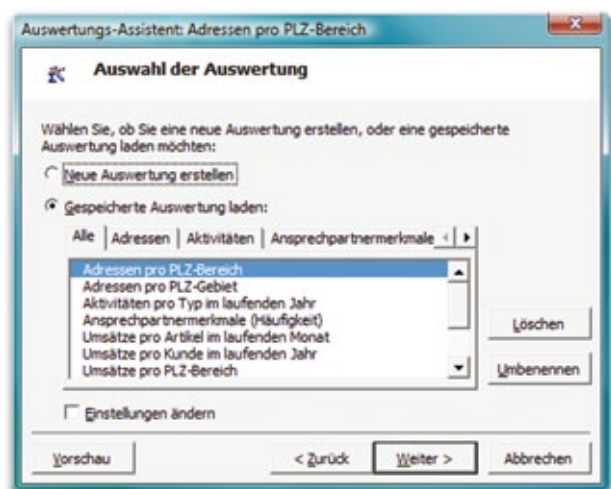 Auswertungs-Assistent: Adressen pro PLZ-Bereich
Auswahl der Auswertung
Wählen Sie, ob Sie eine neue Auswertung erstellen, oder eine gespeicherte
Auswertung laden möchten:
Neue Auswertung erstellen
Gespeicherte Auswertung laden:
Alle Adressen Aktivitäten Ansprechpartnermerkmale
Adressen pro PLZ-Bereich
Adressen pro PLZ-Gebiet
Aktivitäten pro Typ im laufenden Jahr
Ansprechpartnermerkmale (Häufigkeit)
Umsätze pro Artikel im laufenden Monat
Umsätze pro Kunde im laufenden Jahr
Umsätze pro PLZ-Bereich
Löschen
Umbenennen
Einstellungen ändern
Vorschau < Zurück Weiter > Abbrechen